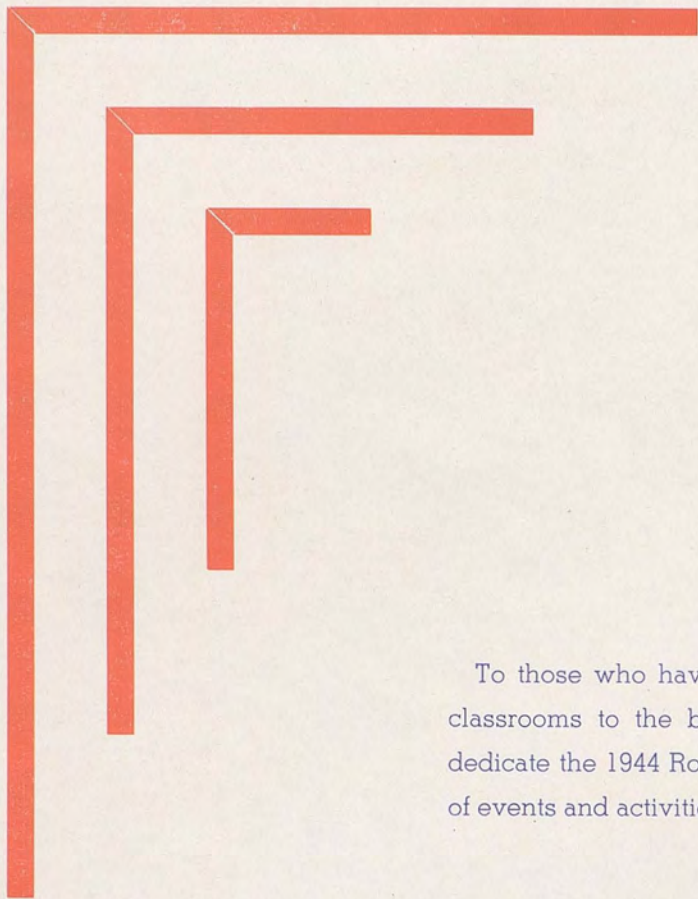 To those who hav
classrooms to the b
dedicate the 1944 Ro
of events and activiti